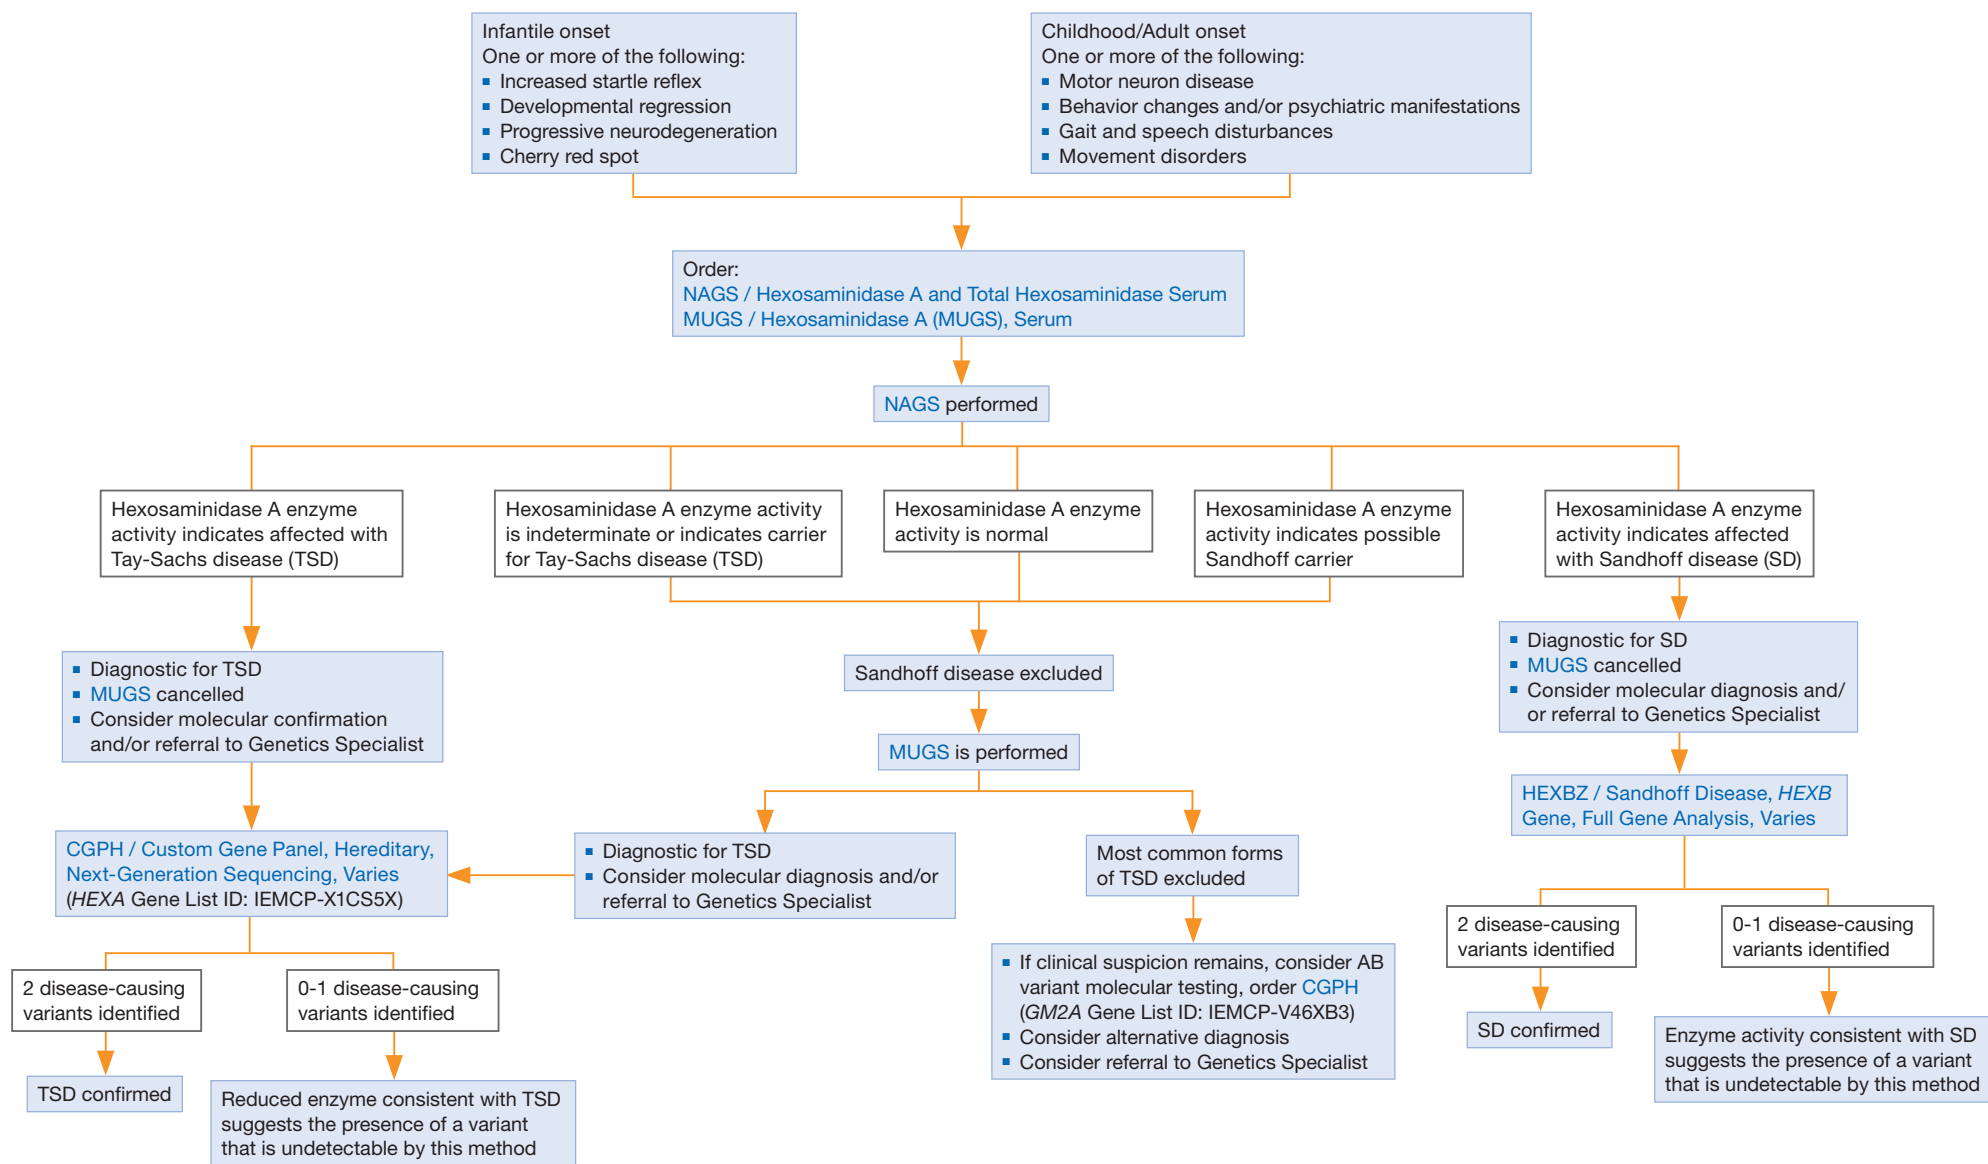 Infantile onset
One or more of the following:
▪ Increased startle reflex
▪ Developmental regression
▪ Progressive neurodegeneration
▪ Cherry red spot
Childhood/Adult onset
One or more of the following:
▪ Motor neuron disease
▪ Behavior changes and/or psychiatric manifestations
▪ Gait and speech disturbances
▪ Movement disorders
Order:
NAGS / Hexosaminidase A and Total Hexosaminidase Serum
MUGS / Hexosaminidase A (MUGS), Serum
NAGS performed
Hexosaminidase A enzyme
activity indicates affected with
Tay-Sachs disease (TSD)
Hexosaminidase A enzyme activity
is indeterminate or indicates carrier
for Tay-Sachs disease (TSD)
Hexosaminidase A enzyme
activity is normal
Hexosaminidase A enzyme
activity indicates possible
Sandhoff carrier
Hexosaminidase A enzyme
activity indicates affected
with Sandhoff disease (SD)
▪ Diagnostic for TSD
▪ MUGS cancelled
▪ Consider molecular confirmation
and/or referral to Genetics Specialist
Sandhoff disease excluded
▪ Diagnostic for SD
▪ MUGS cancelled
▪ Consider molecular diagnosis and/
or referral to Genetics Specialist
MUGS is performed
HEXBZ / Sandhoff Disease, HEXB
Gene, Full Gene Analysis, Varies
CGPH / Custom Gene Panel, Hereditary,
Next-Generation Sequencing, Varies
(HEXA Gene List ID: IEMCP-X1CS5X)
▪ Diagnostic for TSD
▪ Consider molecular diagnosis and/or
referral to Genetics Specialist
Most common forms
of TSD excluded
2 disease-causing
variants identified
0-1 disease-causing
variants identified
2 disease-causing
variants identified
0-1 disease-causing
variants identified
▪ If clinical suspicion remains, consider AB
variant molecular testing, order CGPH
(GM2A Gene List ID: IEMCP-V46XB3)
▪ Consider alternative diagnosis
▪ Consider referral to Genetics Specialist
SD confirmed
Enzyme activity consistent with SD
suggests the presence of a variant
that is undetectable by this method
TSD confirmed
Reduced enzyme consistent with TSD
suggests the presence of a variant
that is undetectable by this method